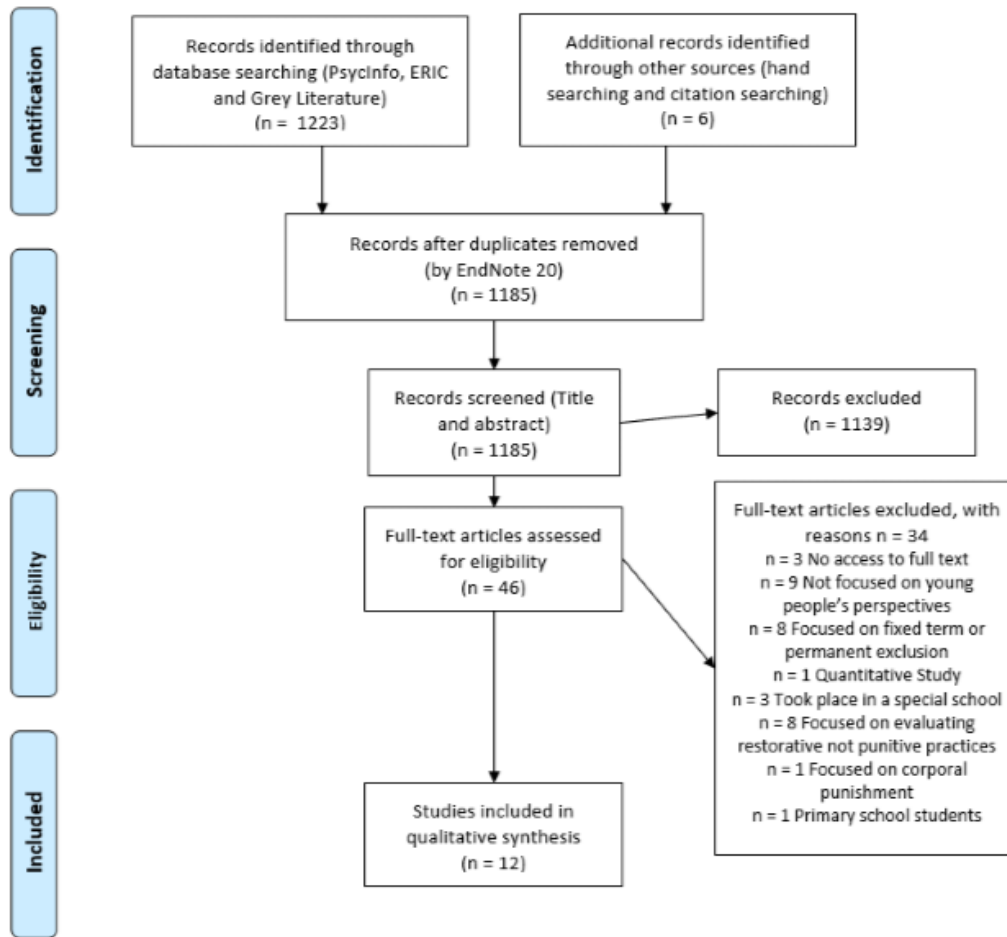 Identification
Records identified through
database searching (PsycInfo, ERIC
and Grey Literature)
(n = 1223)
Additional records identified
through other sources (hand
searching and citation searching)
(n = 6)
Records after duplicates removed
(by EndNote 20)
(n = 1185)
Screening
Records screened (Title
and abstract)
(n = 1185)
Records excluded
(n = 1139)
Eligibility
Full-text articles assessed
for eligibility
(n = 46)
Full-text articles excluded, with
reasons n = 34
n = 3 No access to full text
n = 9 Not focused on young
people's perspectives
n = 8 Focused on fixed term or
permanent exclusion
n = 1 Quantitative Study
n = 3 Took place in a special school
n = 8 Focused on evaluating
restorative not punitive practices
n = 1 Focused on corporal
punishment
n = 1 Primary school students
Included
Studies included in
qualitative synthesis
(n = 12)